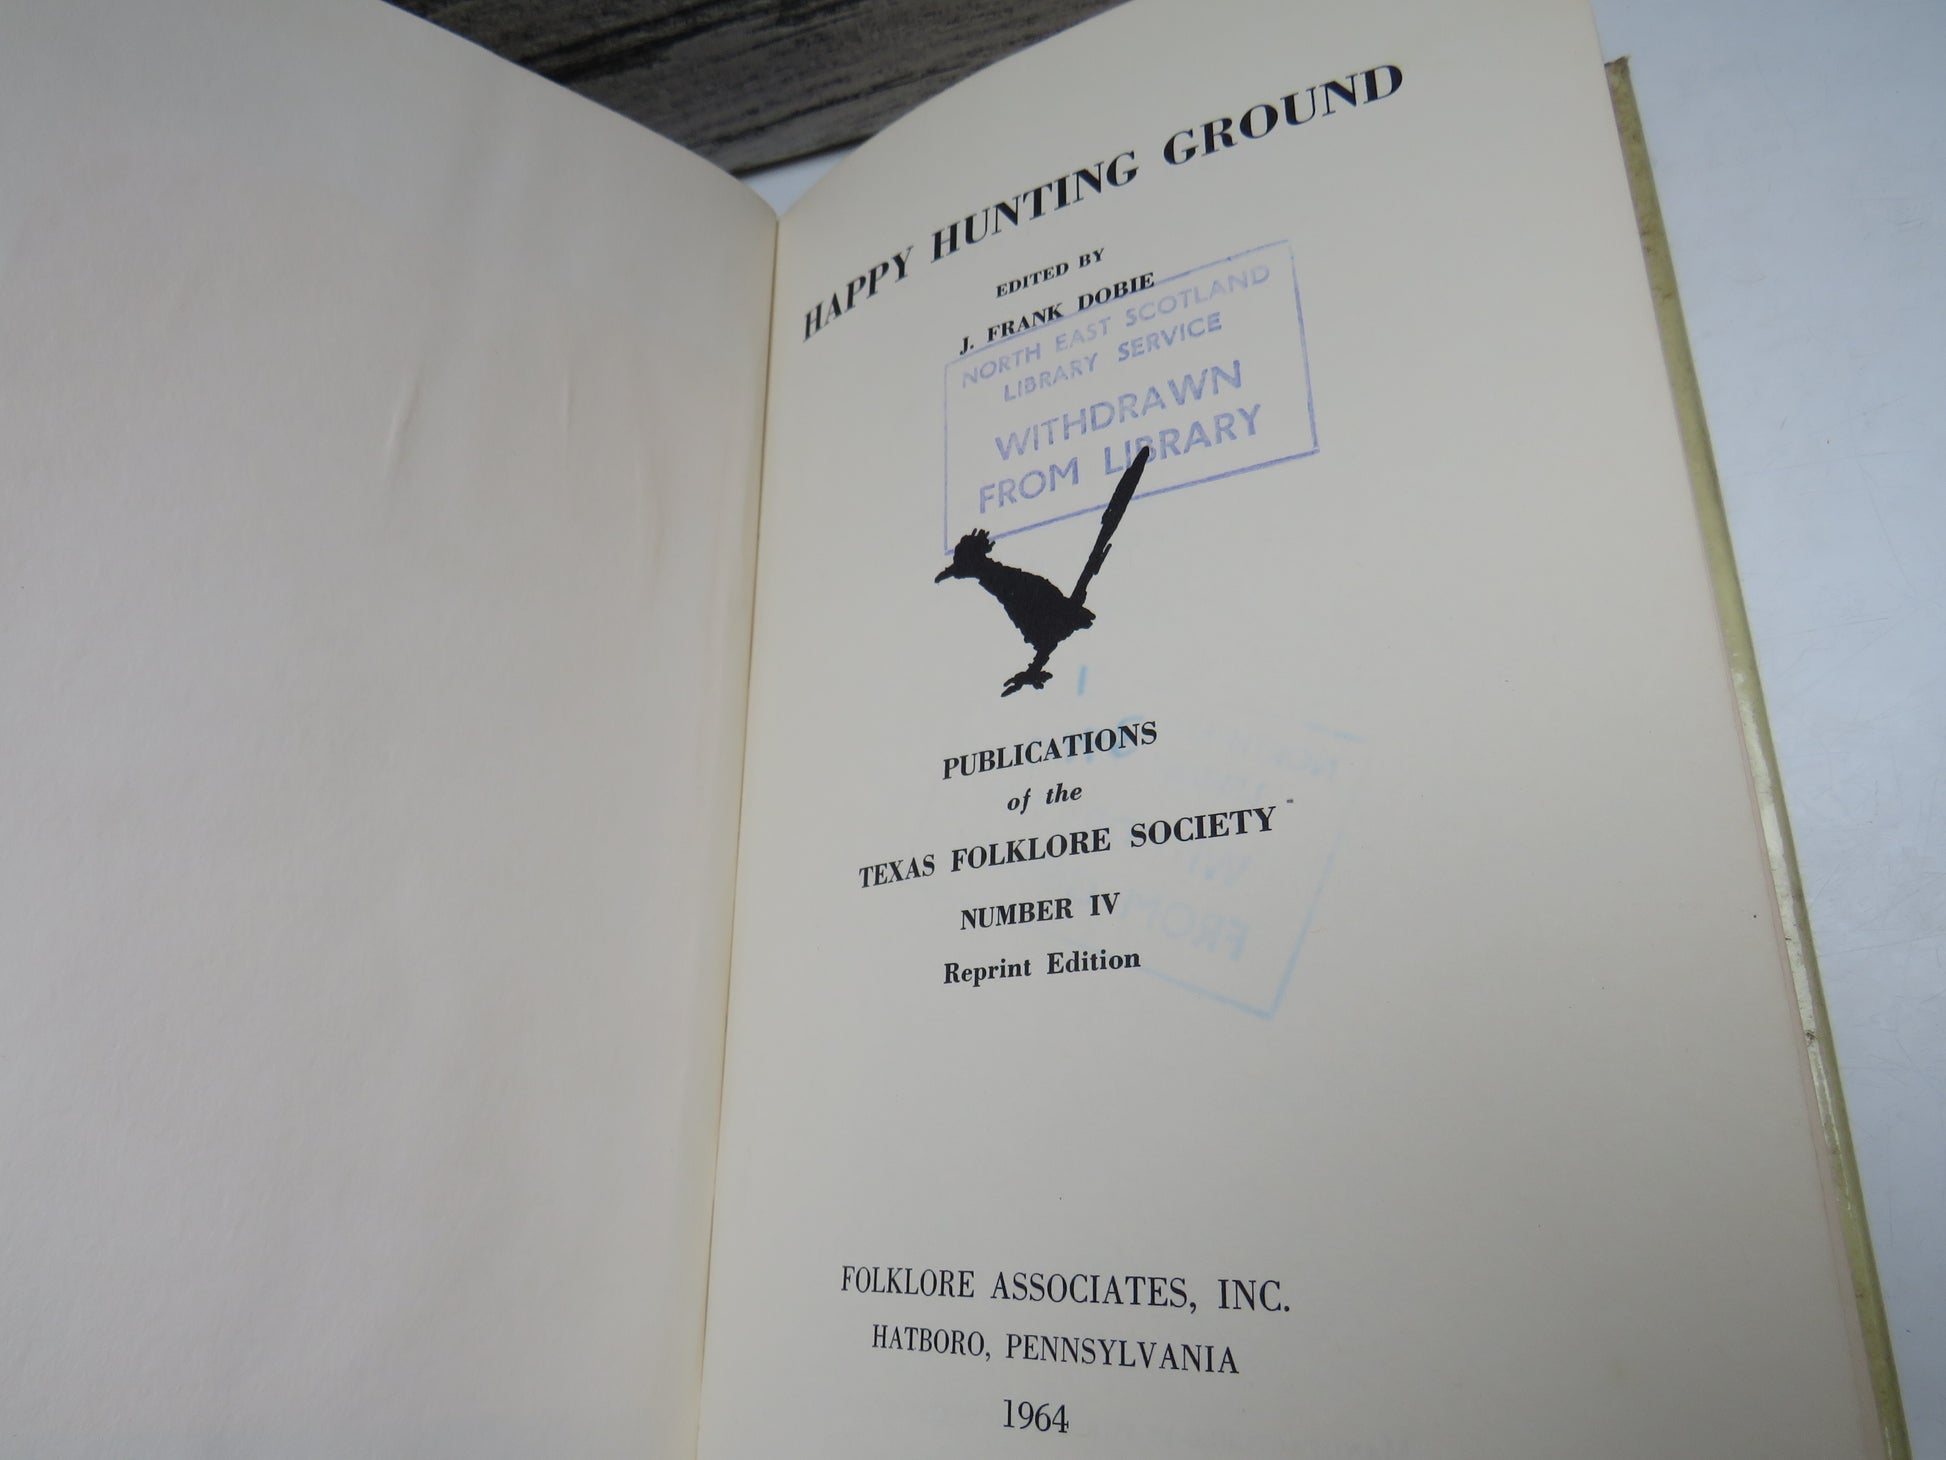 HAPPY HUNTING GROUND
EDITED BY
J. FRANK DOBIE
NORTH EAST SCOTLAND
LIBRARY SERVICE
WITHDRAWN
FROM LIBRARY
PUBLICATIONS
of the
TEXAS FOLKLORE SOCIETY
NUMBER IV
Reprint Edition
FOLKLORE ASSOCIATES, INC.
HATBORO, PENNSYLVANIA
1964